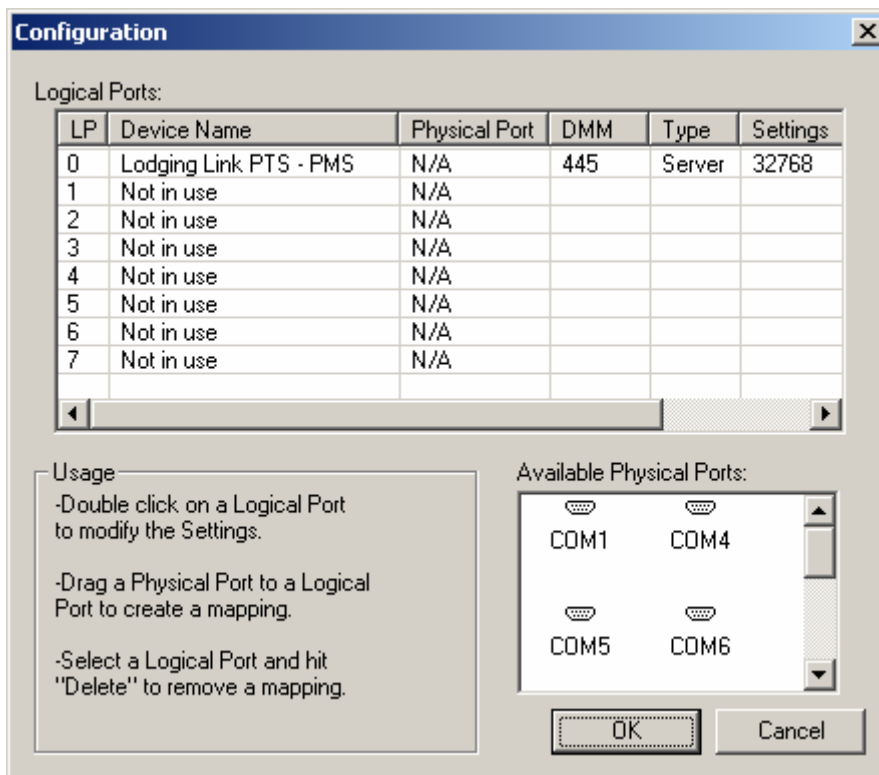 Configuration
Logical Ports:
LP Device Name Physical Port DMM Type Settings
0 Lodging Link PTS - PMS N/A 445 Server 32768
1 Not in use N/A
2 Not in use N/A
3 Not in use N/A
4 Not in use N/A
5 Not in use N/A
6 Not in use N/A
7 Not in use N/A
Usage
-Double click on a Logical Port
to modify the Settings.
-Drag a Physical Port to a Logical
Port to create a mapping.
-Select a Logical Port and hit
"Delete" to remove a mapping.
Available Physical Ports:
COM1 COM4
COM5 COM6
OK Cancel